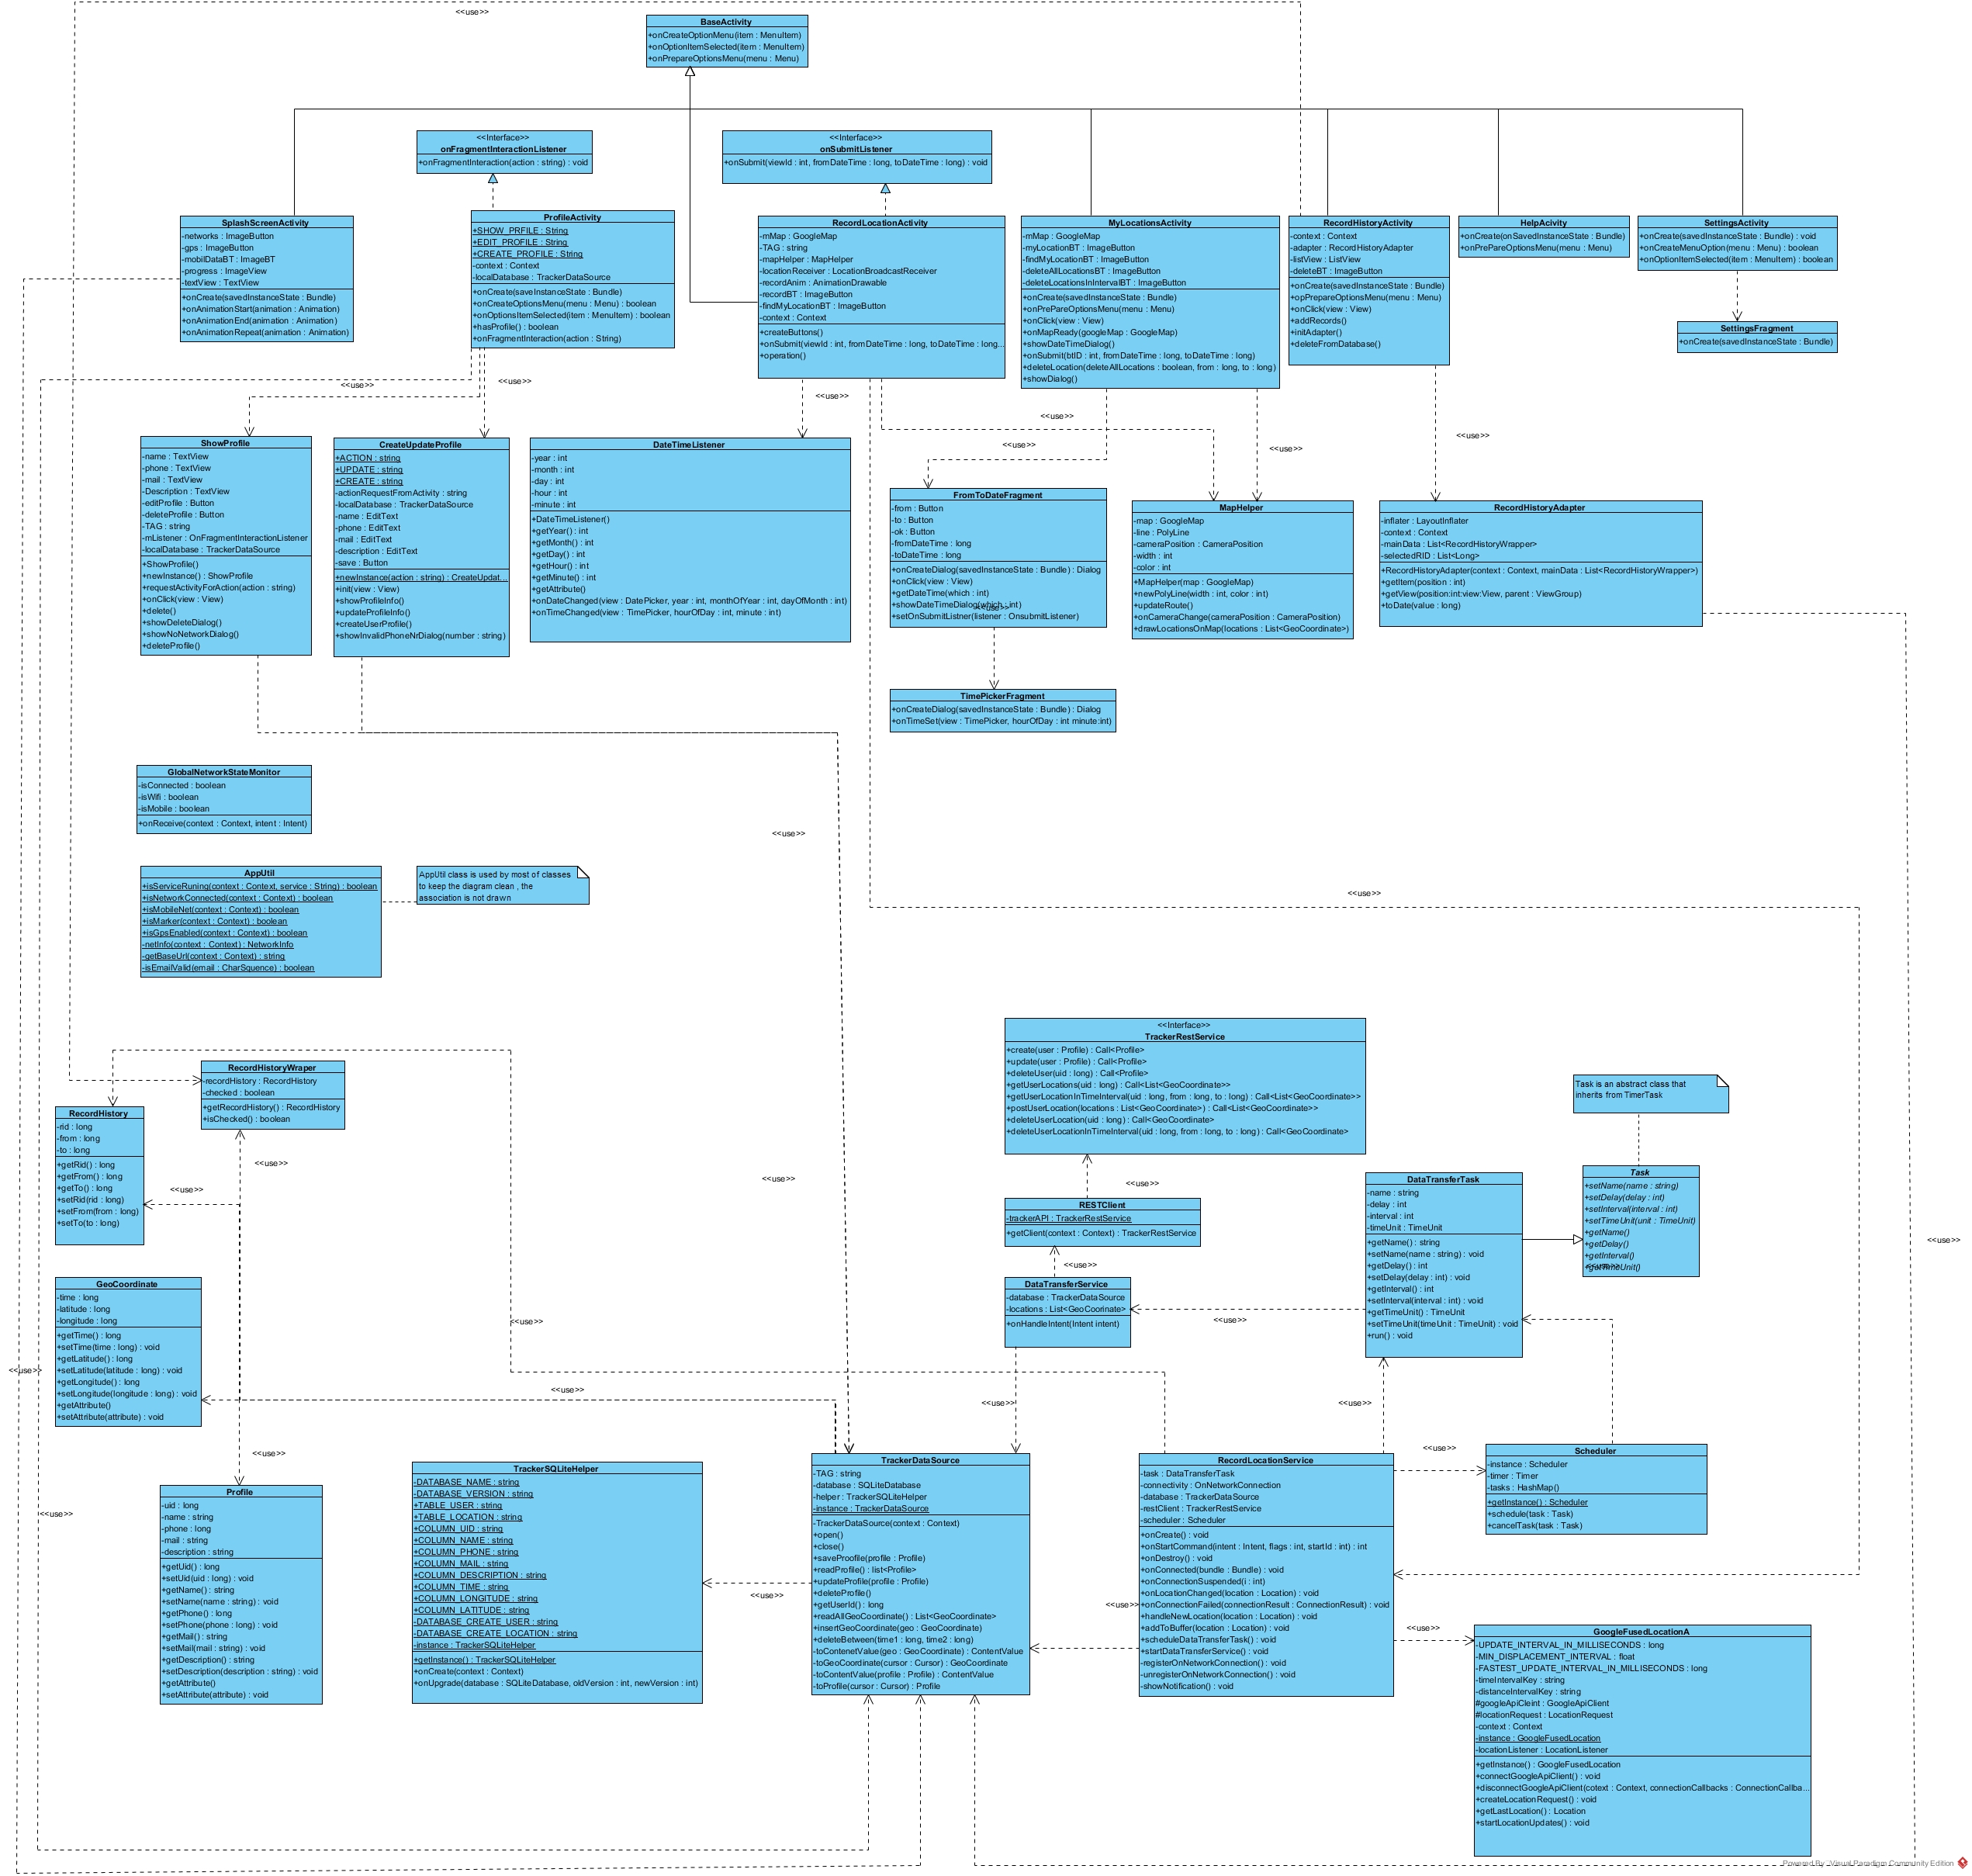 <<use>>
BaseActivity
+onCreateOptionMenu(item : MenuItem)
+onOptionItemSelected(item : MenuItem)
+onPrepareOptionsMenu(menu : Menu)
<<Interface>>
onFragmentInteractionListener
+onFragmentInteraction(action : string) : void
<<Interface>>
onSubmitListener
+onSubmit(viewId : int, fromDateTime : long, toDateTime : long) : void
SplashScreenActivity
-networks : ImageButton
-gps : ImageButton
-mobilDataBT : ImageBT
-progress : ImageView
-textView : TextView
+onCreate(savedInstanceState : Bundle)
+onAnimationStart(animation : Animation)
+onAnimationEnd(animation : Animation)
+onAnimationRepeat(animation : Animation)
ProfileActivity
+SHOW_PRFILE : String
+EDIT_PROFILE : String
+CREATE_PROFILE : String
-context : Context
-localDatabase : TrackerDataSource
+onCreate(saveInstanceState : Bundle)
+onCreateOptionsMenu(menu : Menu) : boolean
+onOptionsItemSelected(item : MenuItem) : boolean
+hasProfile() : boolean
+onFragmentInteraction(action : String)
RecordLocationActivity
-mMap : GoogleMap
-TAG : string
-mapHelper : MapHelper
-locationReceiver : LocationBroadcastReceiver
-recordAnim : AnimationDrawable
-recordBT : ImageButton
-findMyLocationBT : ImageButton
-context : Context
+createButtons()
+onSubmit(viewId : int, fromDateTime : long, toDateTime : long...
+operation()
MyLocationsActivity
-mMap : GoogleMap
-myLocationBT : ImageButton
-findMyLocationBT : ImageButton
-deleteAllLocationsBT : ImageButton
-deleteLocationsInIntervalBT : ImageButton
+onCreate(savedInstanceState : Bundle)
+onPrePareOptionsMenu(menu : Menu)
+onClick(view : View)
+onMapReady(googleMap : GoogleMap)
+showDateTimeDialog()
+onSubmit(btID : int, fromDateTime : long, toDateTime : long)
+deleteLocation(deleteAllLocations : boolean, from : long, to : long)
+showDialog()
RecordHistoryActivity
-context : Context
-adapter : RecordHistoryAdapter
-listView : ListView
-deleteBT : ImageButton
+onCreate(savedInstanceState : Bundle)
+opPrepareOptionsMenu(menu : Menu)
+onClick(view : View)
+addRecords()
+initAdapter()
+deleteFromDatabase()
HelpAcivity
+onCreate(onSavedInstanceState : Bundle)
+onPrePareOptionsMenu(menu : Menu)
SettingsActivity
+onCreate(savedInstanceState : Bundle) : void
+onCreateMenuOption(menu : Menu) : boolean
+onOptionItemSelected(item : MenuItem) : boolean
SettingsFragment
+onCreate(savedInstanceState : Bundle)
<<use>>
<<use>>
<<use>>
<<use>>
<<use>>
<<use>>
<<use>>
ShowProfile
-name : TextView
-phone : TextView
-mail : TextView
-Description : TextView
-editProfile : Button
-deleteProfile : Button
-TAG : string
-mListener : OnFragmentInteractionListener
-localDatabase : TrackerDataSource
+ShowProfile()
+newInstance() : ShowProfile
+requestActivityForAction(action : string)
+onClick(view : View)
+delete()
+showDeleteDialog()
+showNoNetworkDialog()
+deleteProfile()
CreateUpdateProfile
+ACTION : string
+UPDATE : string
+CREATE : string
-actionRequestFromActivity : string
-localDatabase : TrackerDataSource
-name : EditText
-phone : EditText
-mail : EditText
-description : EditText
-save : Button
+newInstance(action : string) : CreateUpdat...
+init(view : View)
+showProfileInfo()
+updateProfileInfo()
+createUserProfile()
+showInvalidPhoneNrDialog(number : string)
DateTimeListener
-year : int
-month : int
-day : int
-hour : int
-minute : int
+DateTimeListener()
+getYear() : int
+getMonth() : int
+getDay() : int
+getHour() : int
+getMinute() : int
+getAttribute()
+onDateChanged(view : DatePicker, year : int, monthOfYear : int, dayOfMonth : int)
+onTimeChanged(view : TimePicker, hourOfDay : int, minute : int)
FromToDateFragment
-from : Button
-to : Button
-ok : Button
-fromDateTime : long
-toDateTime : long
+onCreateDialog(savedInstanceState : Bundle) : Dialog
+onClick(view : View)
+getDateTime(which : int)
+showDateTimeDialog(which : int)
<<use>>
+setOnSubmitListner(listener : OnsubmitListener)
MapHelper
-map : GoogleMap
-line : PolyLine
-cameraPosition : CameraPosition
-width : int
-color : int
+MapHelper(map : GoogleMap)
+newPolyLine(width : int, color : int)
+updateRoute()
+onCameraChange(cameraPosition : CameraPosition)
+drawLocationsOnMap(locations : List<GeoCoordinate>)
RecordHistoryAdapter
-inflater : LayoutInflater
-context : Context
-mainData : List<RecordHistoryWrapper>
-selectedRID : List<Long>
+RecordHistoryAdapter(context : Context, mainData : List<RecordHistoryWrapper>)
+getItem(position : int)
+getView(position:int:view:View, parent : ViewGroup)
+toDate(value : long)
TimePickerFragment
+onCreateDialog(savedInstanceState : Bundle) : Dialog
+onTimeSet(view : TimePicker, hourOfDay : int minute:int)
GlobalNetworkStateMonitor
-isConnected : boolean
-isWifi : boolean
-isMobile : boolean
+onReceive(context : Context, intent : Intent)
<<use>>
AppUtil
+isServiceRuning(context : Context, service : String) : boolean
+isNetworkConnected(context : Context) : boolean
+isMobileNet(context : Context) : boolean
+isMarker(context : Context) : boolean
+isGpsEnabled(context : Context) : boolean
-netInfo(context : Context) : NetworkInfo
-getBaseUrl(context : Context) : string
-isEmailValid(email : CharSquence) : boolean
AppUtil class is used by most of classes
to keep the diagram clean , the
association is not drawn
<<use>>
<<Interface>>
TrackerRestService
+create(user : Profile) : Call<Profile>
+update(user : Profile) : Call<Profile>
+deleteUser(uid : long) : Call<Profile>
+getUserLocations(uid : long) : Call<List<GeoCoordinate>>
+getUserLocationInTimeInterval(uid : long, from : long, to : long) : Call<List<GeoCoordinate>>
+postUserLocation(locations : List<GeoCoordinate>) : Call<List<GeoCoordinate>>
+deleteUserLocation(uid : long) : Call<GeoCoordinate>
+deleteUserLocationInTimeInterval(uid : long, from : long, to : long) : Call<GeoCoordinate>
RecordHistoryWraper
-recordHistory : RecordHistory
-checked : boolean
+getRecordHistory() : RecordHistory
+isChecked() : boolean
RecordHistory
-rid : long
-from : long
-to : long
+getRid() : long
+getFrom() : long
+getTo() : long
+setRid(rid : long)
+setFrom(from : long)
+setTo(to : long)
<<use>>
<<use>>
<<use>>
<<use>>
Task is an abstract class that
inherits from TimerTask
Task
+setName(name : string)
+setDelay(delay : int)
+setInterval(interval : int)
+setTimeUnit(unit : TimeUnit)
+getName()
+getDelay()
+getInterval()
+getTimeUnit()
<<use>>
DataTransferTask
-name : string
-delay : int
-interval : int
-timeUnit : TimeUnit
+getName() : string
+setName(name : string) : void
+getDelay() : int
+setDelay(delay : int) : void
+getInterval() : int
+setInterval(interval : int) : void
+getTimeUnit() : TimeUnit
+setTimeUnit(timeUnit : TimeUnit) : void
+run() : void
RESTClient
-trackerAPI : TrackerRestService
+getClient(context : Context) : TrackerRestService
<<use>>
<<use>>
DataTransferService
-database : TrackerDataSource
-locations : List<GeoCoorinate>
+onHandleIntent(Intent intent)
<<use>>
<<use>>
GeoCoordinate
-time : long
-latitude : long
-longitude : long
+getTime() : long
+setTime(time : long) : void
+getLatitude() : long
+setLatitude(latitude : long) : void
+getLongitude() : long
+setLongitude(longitude : long) : void
+getAttribute()
+setAttribute(attribute) : void
<<use>>
<<use>>
<<use>>
<<use>>
<<use>>
<<use>>
<<use>>
Profile
-uid : long
-name : string
-phone : long
-mail : string
-description : string
+getUid() : long
+setUid(uid : long) : void
+getName() : string
+setName(name : string) : void
+getPhone() : long
+setPhone(phone : long) : void
+getMail() : string
+setMail(mail : string) : void
+getDescription() : string
+setDescription(description : string) : void
+getAttribute()
+setAttribute(attribute) : void
TrackerSQLiteHelper
-DATABASE_NAME : string
-DATABASE_VERSION : string
+TABLE_USER : string
+TABLE_LOCATION : string
+COLUMN_UID : string
+COLUMN_NAME : string
+COLUMN_PHONE : string
+COLUMN_MAIL : string
+COLUMN_DESCRIPTION : string
+COLUMN_TIME : string
+COLUMN_LONGITUDE : string
+COLUMN_LATITUDE : string
-DATABASE_CREATE_USER : string
-DATABASE_CREATE_LOCATION : string
-instance : TrackerSQLiteHelper
+getInstance() : TrackerSQLiteHelper
+onCreate(context : Context)
+onUpgrade(database : SQLiteDatabase, oldVersion : int, newVersion : int)
<<use>>
TrackerDataSource
-TAG : string
-database : SQLiteDatabase
-helper : TrackerSQLiteHelper
-instance : TrackerDataSource
-TrackerDataSource(context : Context)
+open()
+close()
+saveProofile(profile : Profile)
+readProfile() : list<Profile>
+updateProfile(profile : Profile)
+deleteProfile()
+getUserId() : long
+readAllGeoCoordinate() : List<GeoCoordinate>
+insertGeoCoordinate(geo : GeoCoordinate)
+deleteBetween(time1 : long, time2 : long)
-toContenetValue(geo : GeoCoordinate) : ContentValue
-toGeoCoordinate(cursor : Cursor) : GeoCoordinate
-toContentValue(profile : Profile) : ContentValue
-toProfile(cursor : Cursor) : Profile
<<use>>
RecordLocationService
-task : DataTransferTask
-connectivity : OnNetworkConnection
-database : TrackerDataSource
-restClient : TrackerRestService
-scheduler : Scheduler
+onCreate() : void
+onStartCommand(intent : Intent, flags : int, startId : int) : int
+onDestroy() : void
+onConnected(bundle : Bundle) : void
+onConnectionSuspended(i : int)
+onLocationChanged(location : Location) : void
+onConnectionFailed(connectionResult : ConnectionResult) : void
+handleNewLocation(location : Location) : void
+addToBuffer(location : Location) : void
+scheduleDataTransferTask() : void
+startDataTransferService() : void
-registerOnNetworkConnection() : void
-unregisterOnNetworkConnection() : void
-showNotification() : void
<<use>>
Scheduler
-instance : Scheduler
-timer : Timer
-tasks : HashMap()
+getInstance() : Scheduler
+schedule(task : Task)
+cancelTask(task : Task)
<<use>>
GoogleFusedLocationA
-UPDATE_INTERVAL_IN_MILLISECONDS : long
-MIN_DISPLACEMENT_INTERVAL : float
-FASTEST_UPDATE_INTERVAL_IN_MILLISECONDS : long
-timeIntervalKey : string
-distanceIntervalKey : string
#googleApiCleint : GoogleApiClient
#locationRequest : LocationRequest
-context : Context
-instance : GoogleFusedLocation
-locationListener : LocationListener
+getInstance() : GoogleFusedLocation
+connectGoogleApiClient() : void
+disconnectGoogleApiClient(cotext : Context, connectionCallbacks : ConnectionCallba...
+createLocationRequest() : void
+getLastLocation() : Location
+startLocationUpdates() : void
Powered By Visual Paradigm Community Edition